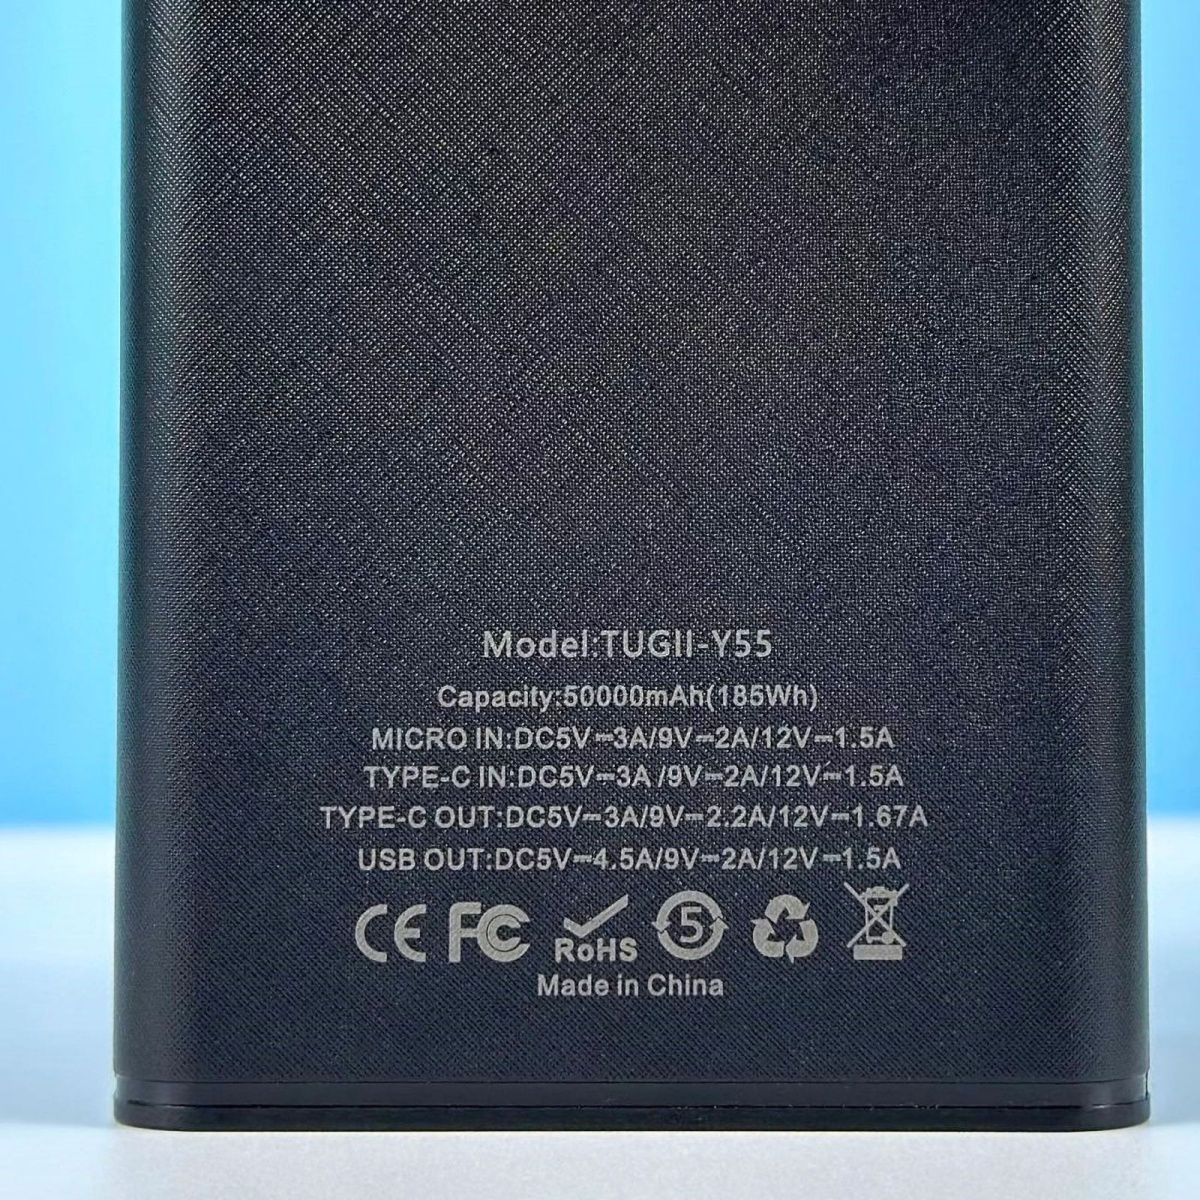 Model:TUGII-Y55
Capacity:50000mAh(185Wh)
MICRO IN:DC5V⎓3A/9V⎓2A/12V⎓1.5A
TYPE-C IN:DC5V⎓3A /9V⎓2A/12V⎓1.5A
TYPE-C OUT:DC5V⎓3A/9V⎓2.2A/12V⎓1.67A
USB OUT:DC5V⎓4.5A/9V⎓2A/12V⎓1.5A
CE FC RoHS 5
Made in China